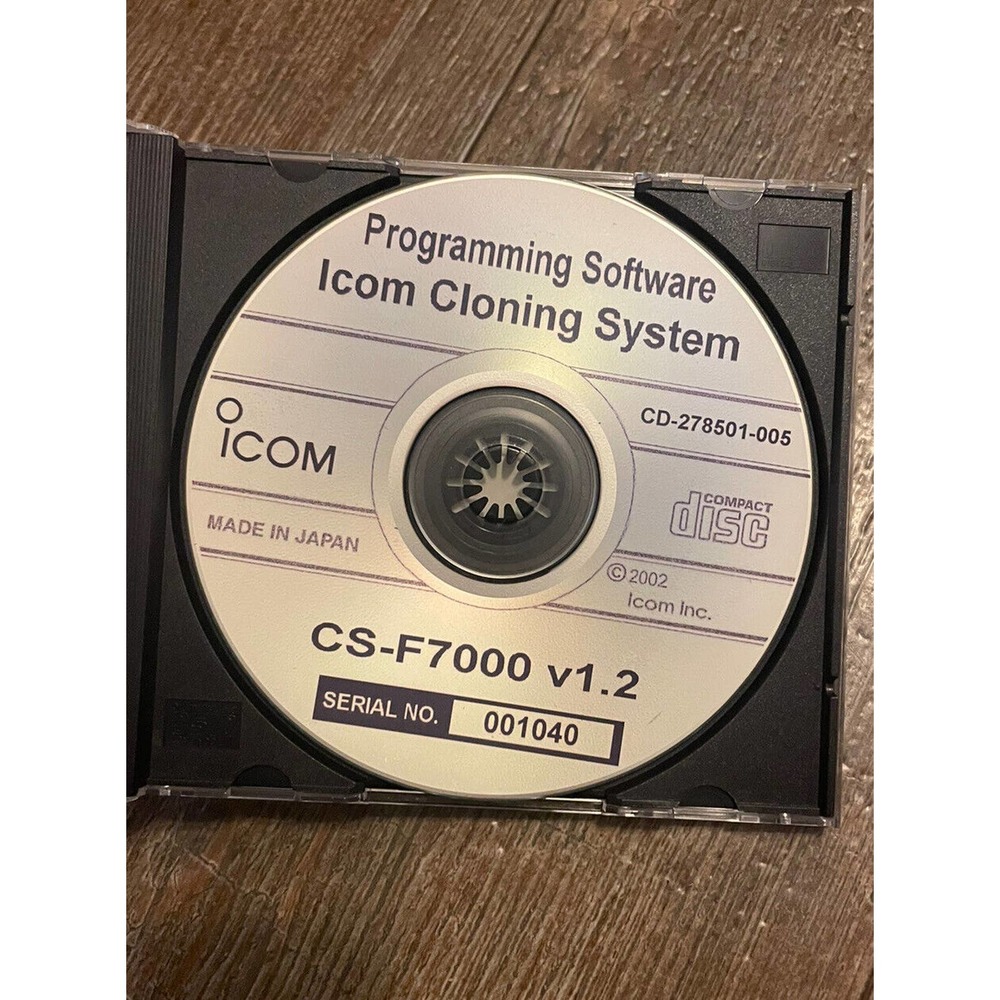 Programming Software
Icom Cloning System
CD-278501-005
ICOM
COMPACT
disc
MADE IN JAPAN
© 2002
Icom Inc.
CS-F7000 v1.2
SERIAL NO. 001040